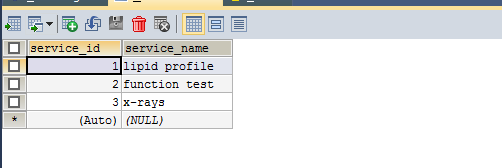 service_id service_name
1 lipid profile
2 function test
3 x-rays
* (Auto) (NULL)